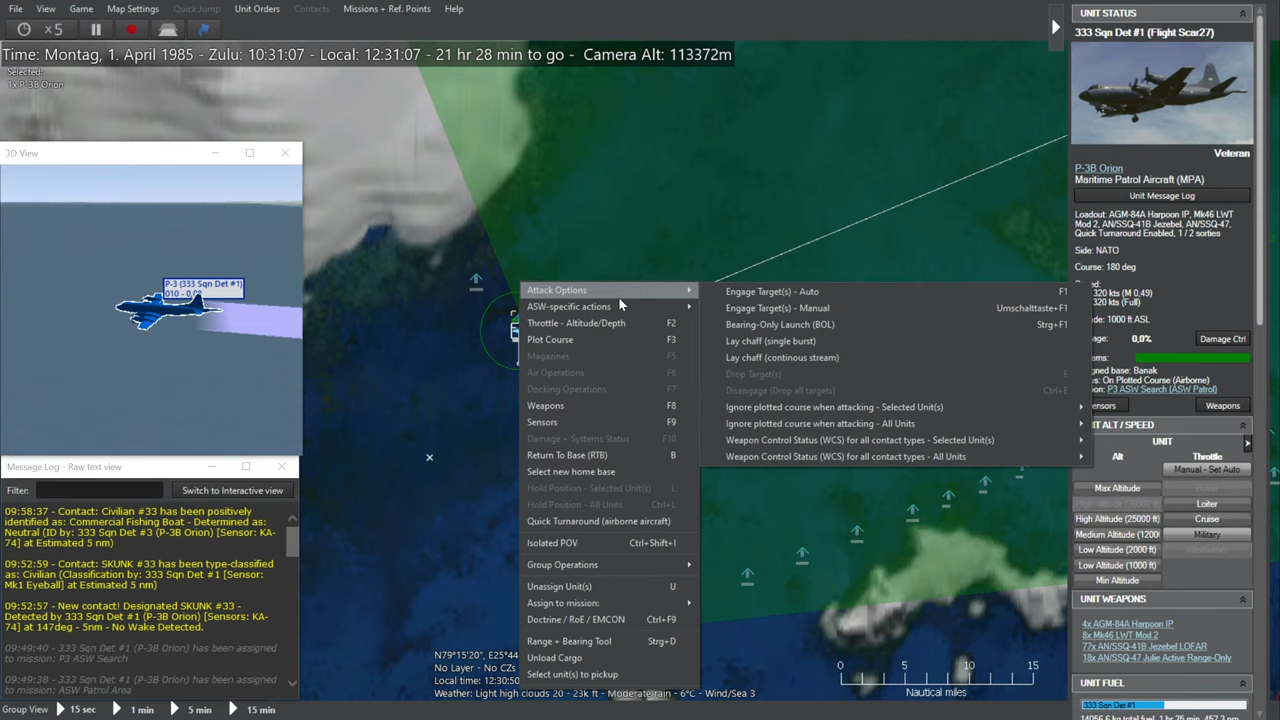 File View Game Map Settings Quick Jump Unit Orders Contacts Missions + Ref. Points Help
x 5
Time: Montag, 1. April 1985 - Zulu: 10:31:07 - Local: 12:31:07 - 21 hr 28 min to go - Camera Alt: 113372m
Selected:
1x P-3B Orion
3D View
P-3 (333 Sqn Det #1)
Message Log - Raw text view
Filter:
Switch to Interactive view
09:58:37 - Contact: Civilian #33 has been positively
identified as: Commercial Fishing Boat - Determined as:
Neutral (ID by: 333 Sqn Det #3 (P-3B Orion) [Sensor: KA-
74] at Estimated 5 nm)
09:52:59 - Contact: SKUNK #33 has been type-classified
as: Civilian (Classification by: 333 Sqn Det #1 [Sensor:
Mk1 Eyeball] at Estimated 5 nm)
09:52:57 - New contact! Designated SKUNK #33 -
Detected by 333 Sqn Det #1 (P-3B Orion) [Sensors: KA-
74] at 147deg - 5nm - No Wake Detected.
09:49:40 - 333 Sqn Det #1 (P-3B Orion) has been
assigned to mission: P3 ASW Search
09:49:38 - 333 Sqn Det #1 (P-3B Orion) has been
assigned to mission: ASW Patrol Area
Group View 15 sec 1 min 5 min 15 min
Attack Options
ASW-specific actions
Throttle - Altitude/Depth F2
Plot Course F3
Magazines F5
Air Operations F6
Docking Operations F7
Weapons F8
Sensors F9
Damage + Systems Status F10
Return To Base (RTB) B
Select new home base
Hold Position - Selected Unit(s) L
Hold Position - All Units Ctrl+L
Quick Turnaround (airborne aircraft)
Isolated POV Ctrl+Shift+I
Group Operations
Unassign Unit(s) U
Assign to mission:
Doctrine / RoE / EMCON Ctrl+F9
Range + Bearing Tool Strg+D
Unload Cargo
Select unit(s) to pickup
Engage Target(s) - Auto F1
Engage Target(s) - Manual Umschalttaste+F1
Bearing-Only Launch (BOL) Strg+F1
Lay chaff (single burst)
Lay chaff (continous stream)
Drop Target(s) E
Disengage (Drop all targets) Ctrl+E
Ignore plotted course when attacking - Selected Unit(s)
Ignore plotted course when attacking - All Units
Weapon Control Status (WCS) for all contact types - Selected Unit(s)
Weapon Control Status (WCS) for all contact types - All Units
N79°15'20", E25°44
No Layer - No CZs
Local time: 12:30:50
Weather: Light high clouds 20 - 23k ft - Moderate rain - 6°C - Wind/Sea 3
0 5 10 15
Nautical miles
UNIT STATUS
333 Sqn Det #1 (Flight Scar27)
Veteran
P-3B Orion
Maritime Patrol Aircraft (MPA)
Unit Message Log
Loadout: AGM-84A Harpoon IP, Mk46 LWT
Mod 2, AN/SSQ-41B Jezebel, AN/SSQ-47,
Quick Turnaround Enabled, 1 / 2 sorties
Side: NATO
Course: 180 deg
320 kts (M 0,49)
320 kts (Full)
1000 ft ASL
0,0% Damage Ctrl
Banak
On Plotted Course (Airborne)
P3 ASW Search (ASW Patrol)
Weapons
UNIT
Alt Throttle
Manual - Set Auto
Max Altitude
Loiter
High Altitude (25000 ft) Cruise
Medium Altitude (1200 Military
Low Altitude (2000 ft) Afterburner
Low Altitude (1000 ft)
Min Altitude
UNIT WEAPONS
4x AGM-84A Harpoon IP
8x Mk46 LWT Mod 2
77x AN/SSQ-41B Jezebel LOFAR
18x AN/SSQ-47 Julie Active Range-Only
UNIT FUEL
333 Sqn Det #1